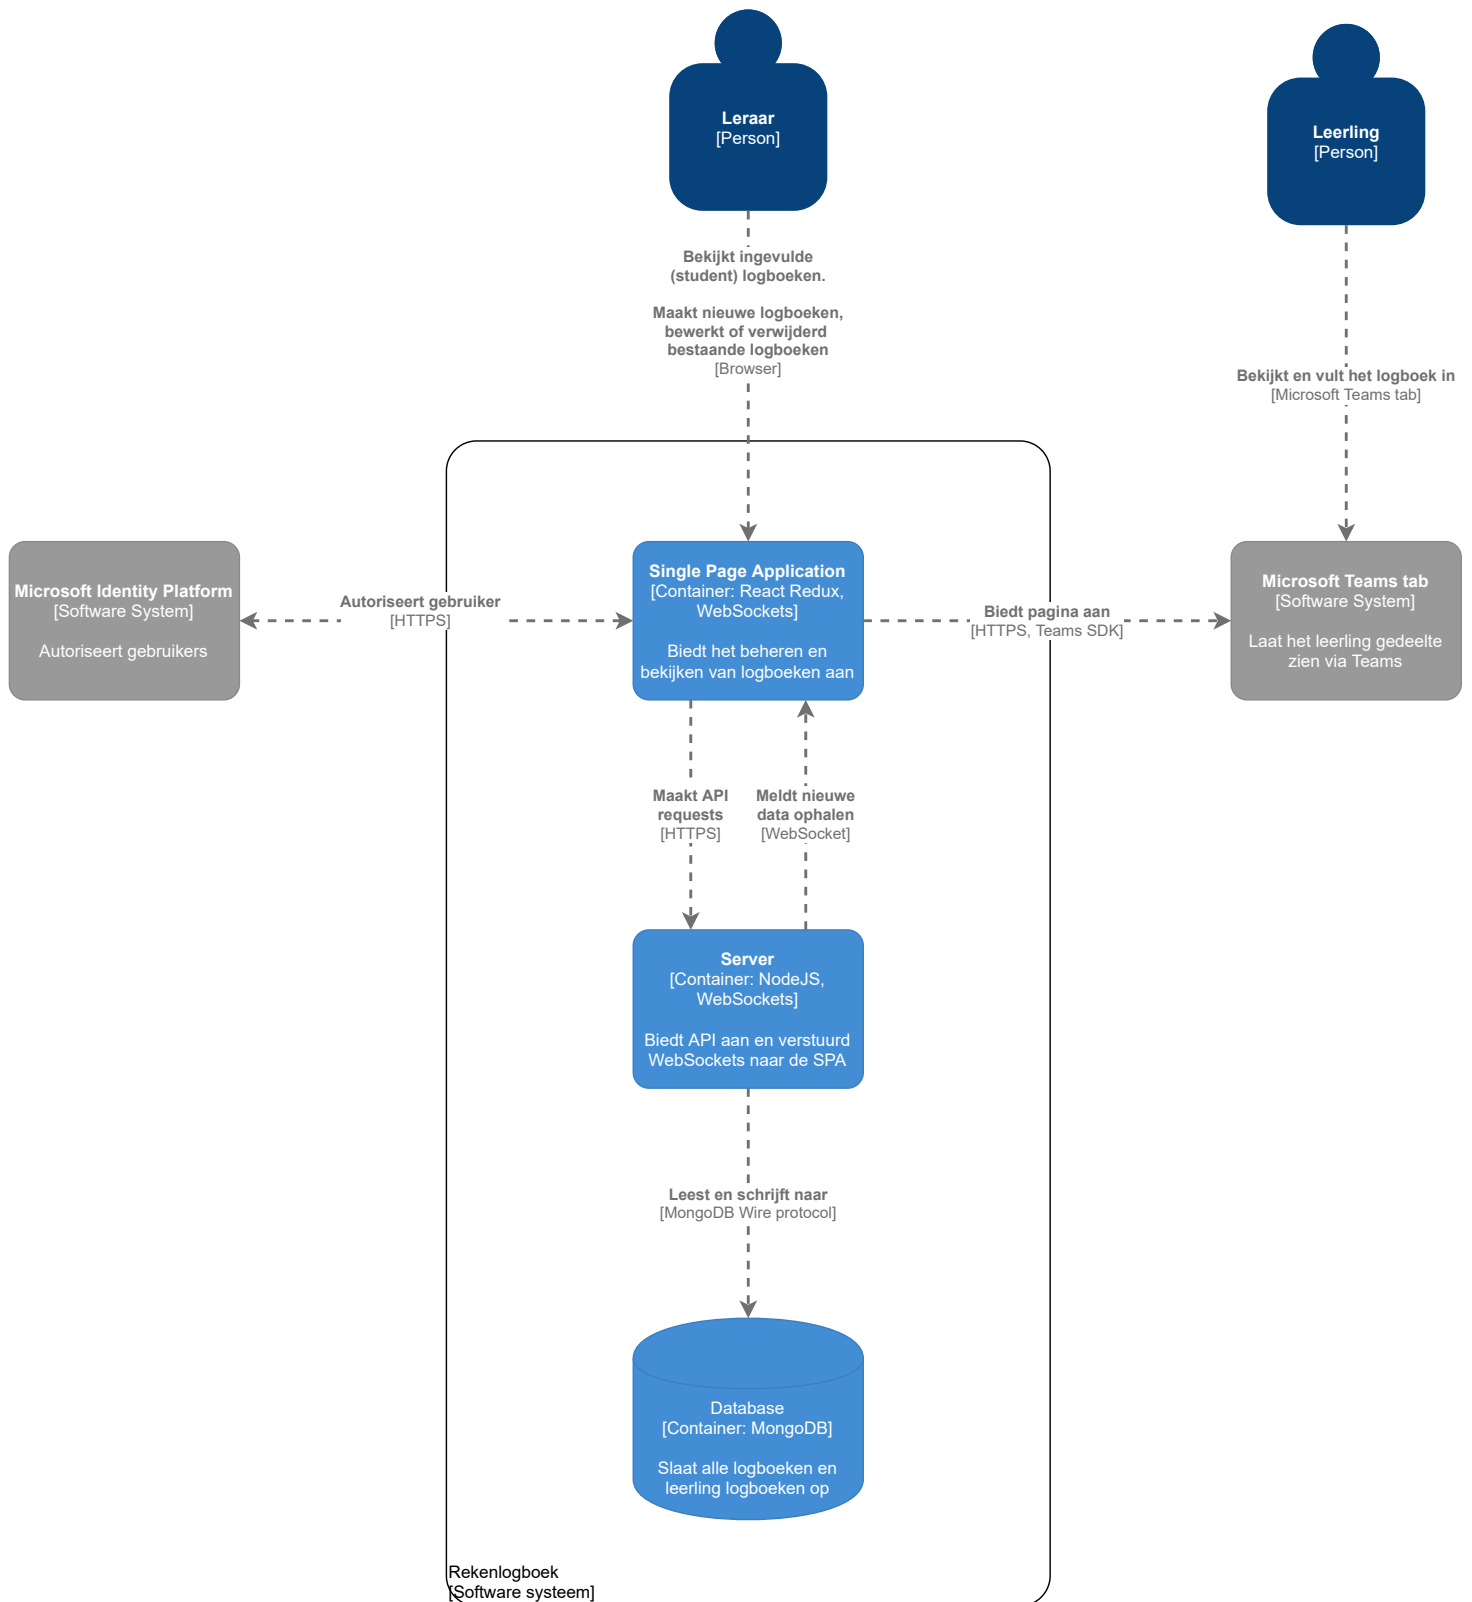 Leraar
[Person]
Leerling
[Person]
Bekijkt ingevulde
(student) logboeken.
Maakt nieuwe logboeken,
bewerkt of verwijderd
bestaande logboeken
[Browser]
Bekijkt en vult het logboek in
[Microsoft Teams tab]
Microsoft Identity Platform
[Software System]
Autoriseert gebruikers
Autoriseert gebruiker
[HTTPS]
Single Page Application
[Container: React Redux,
WebSockets]
Biedt het beheren en
bekijken van logboeken aan
Biedt pagina aan
[HTTPS, Teams SDK]
Microsoft Teams tab
[Software System]
Laat het leerling gedeelte
zien via Teams
Maakt API
requests
[HTTPS]
Meldt nieuwe
data ophalen
[WebSocket]
Server
[Container: NodeJS,
WebSockets]
Biedt API aan en verstuurd
WebSockets naar de SPA
Leest en schrijft naar
[MongoDB Wire protocol]
Database
[Container: MongoDB]
Slaat alle logboeken en
leerling logboeken op
Rekenlogboek
[Software systeem]